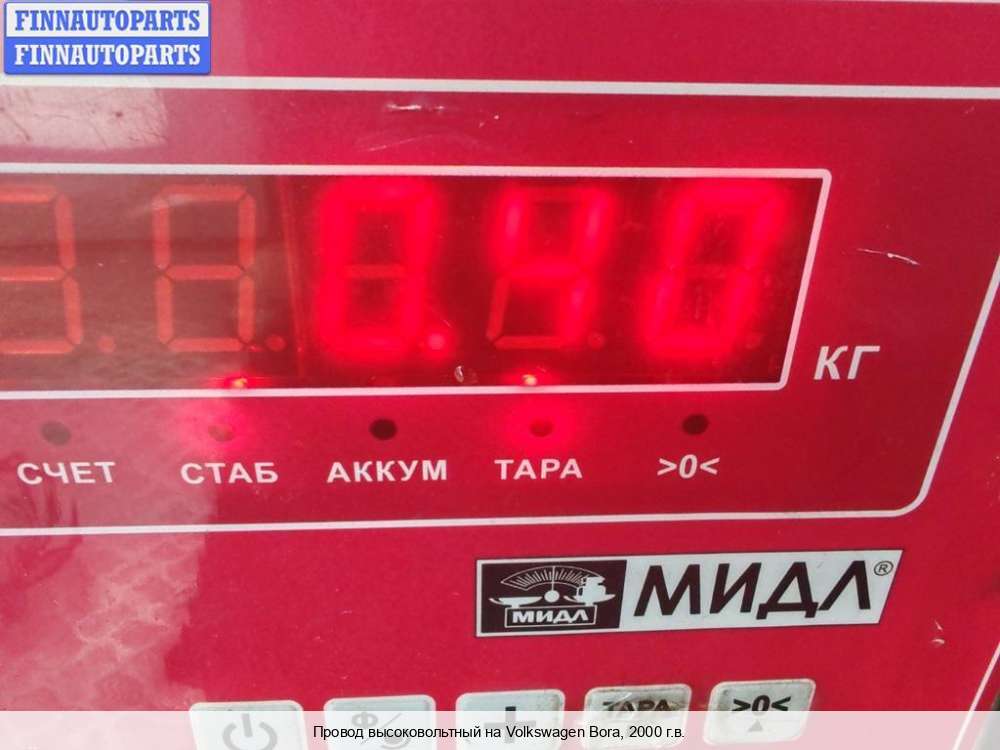 FINNAUTOPARTS
FINNAUTOPARTS
0.40
КГ
СЧЕТ СТАБ АККУМ ТАРА >0<
МИДЛ МИДЛ®
ТАРА >0<
Провод высоковольтный на Volkswagen Bora, 2000 г.в.